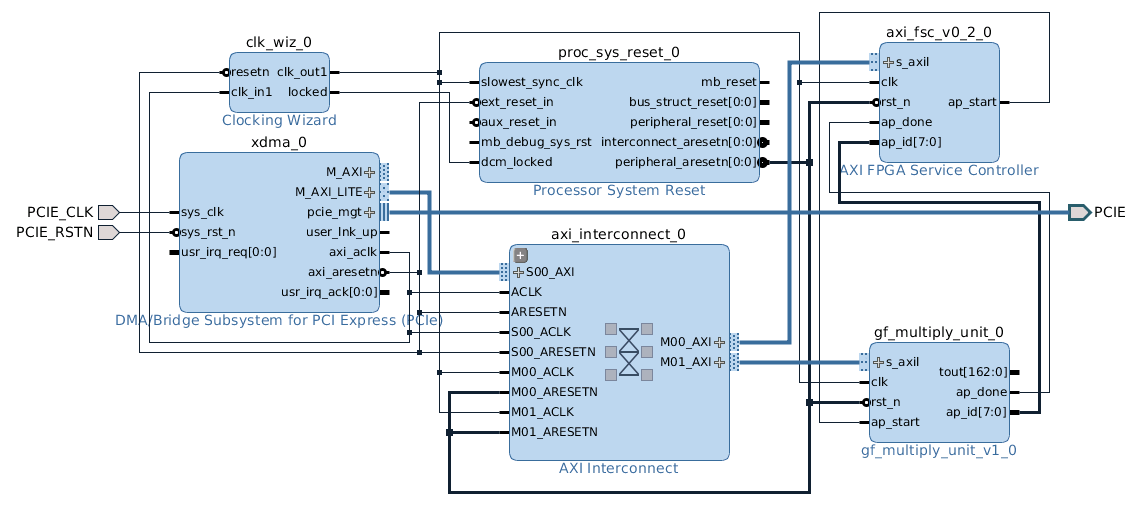 clk_wiz_0
resetn clk_out1
clk_in1 locked
Clocking Wizard
proc_sys_reset_0
slowest_sync_clk mb_reset
ext_reset_in bus_struct_reset[0:0]
aux_reset_in peripheral_reset[0:0]
mb_debug_sys_rst interconnect_aresetn[0:0]
dcm_locked peripheral_aresetn[0:0]
Processor System Reset
axi_fsc_v0_2_0
s_axil
clk
rst_n ap_start
ap_done
ap_id[7:0]
AXI FPGA Service Controller
xdma_0
M_AXI
M_AXI_LITE
PCIE_CLK sys_clk pcie_mgt PCIE
PCIE_RSTN sys_rst_n user_lnk_up
usr_irq_req[0:0] axi_aclk
axi_aresetn
usr_irq_ack[0:0]
DMA/Bridge Subsystem for PCI Express (PCIe)
axi_interconnect_0
S00_AXI
ACLK
ARESETN
S00_ACLK M00_AXI
S00_ARESETN M01_AXI
M00_ACLK
M00_ARESETN
M01_ACLK
M01_ARESETN
AXI Interconnect
gf_multiply_unit_0
s_axil tout[162:0]
clk ap_done
rst_n ap_id[7:0]
ap_start
gf_multiply_unit_v1_0